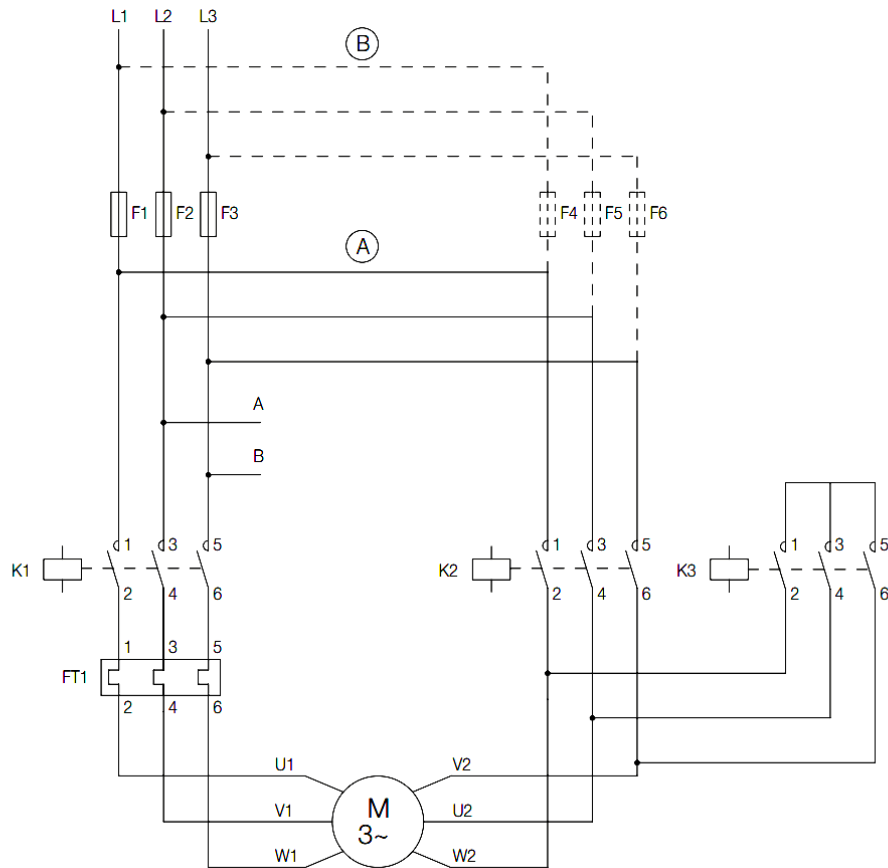 L1 L2 L3
B
F1 F2 F3 F4 F5 F6
A
A
B
1 3 5 1 3 5 1 3 5
K1 K2 K3
2 4 6 2 4 6 2 4 6
1 3 5
FT1
2 4 6
U1 V2
V1 M U2
3~
W1 W2